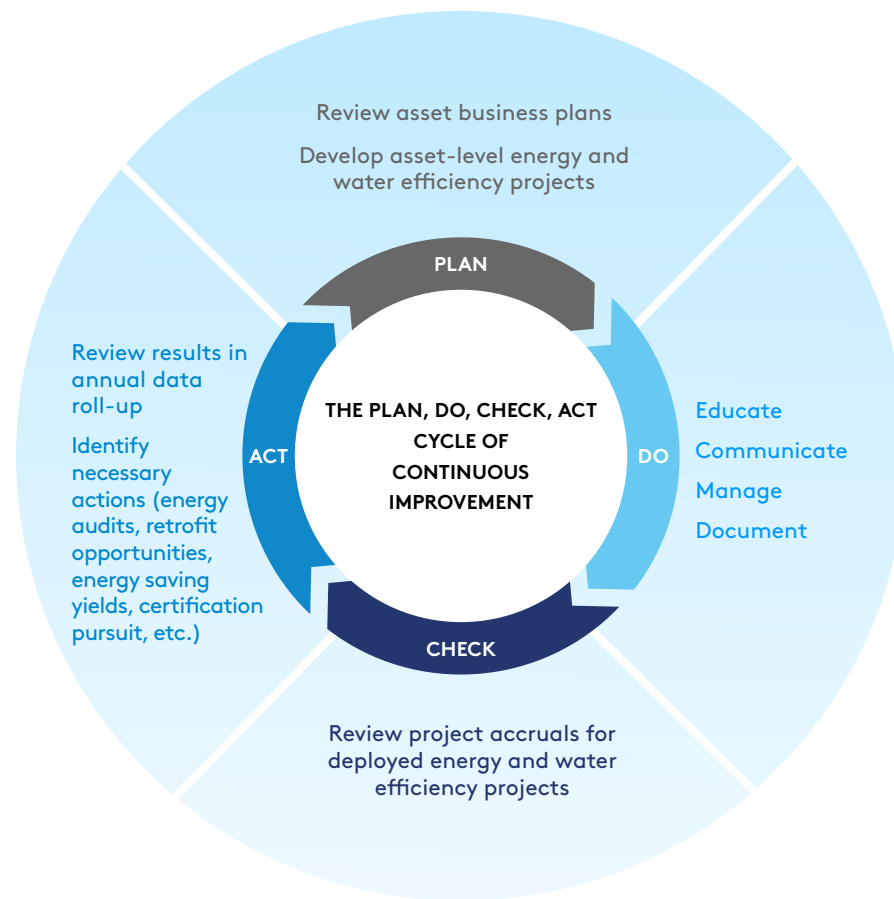 Review asset business plans
Develop asset-level energy and
water efficiency projects
PLAN
Review results in
annual data
roll-up
Identify
necessary
actions (energy
audits, retrofit
opportunities,
energy saving
yields, certification
pursuit, etc.)
ACT
THE PLAN, DO, CHECK, ACT
CYCLE OF
CONTINUOUS
IMPROVEMENT
DO
Educate
Communicate
Manage
Document
CHECK
Review project accruals for
deployed energy and water
efficiency projects